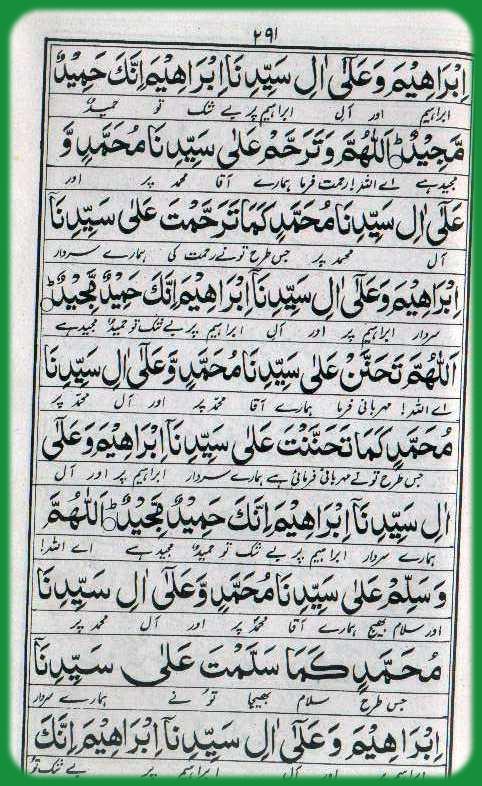 ۲۹۱
اِبْرَاهِيْمَ وَعَلٰٓى اٰلِ سَيِّدِنَآ اِبْرَاهِيْمَ اِنَّكَ حَمِيْدٌ
ابراہیم اور آل ابراہیم پر بے شک تو حمیدٌ
مَّجِيْدٌ ؕ اَللّٰهُمَّ وَتَرَحَّمْ عَلٰى سَيِّدِنَا مُحَمَّدٍ وَّ
مجید ہے اے اللہ! رحمت فرما ہمارے آقا محمد پر اور
عَلٰٓى اٰلِ سَيِّدِنَا مُحَمَّدٍ كَمَا تَرَحَّمْتَ عَلٰى سَيِّدِنَآ
آل محمد پر جس طرح تو نے رحمت کی ہمارے سردار
اِبْرَاهِيْمَ وَعَلٰٓى اٰلِ سَيِّدِنَآ اِبْرَاهِيْمَ اِنَّكَ حَمِيْدٌ مَّجِيْدٌ ؕ
سردار ابراہیم پر اور آل ابراہیم پر بے شک تو حمیدٌ مجید ہے
اَللّٰهُمَّ تَحَنَّنْ عَلٰى سَيِّدِنَا مُحَمَّدٍ وَّعَلٰٓى اٰلِ سَيِّدِنَا
اے اللہ! مہربانی فرما ہمارے آقا محمد پر اور آل محمد پر
مُحَمَّدٍ كَمَا تَحَنَّنْتَ عَلٰى سَيِّدِنَآ اِبْرَاهِيْمَ وَعَلٰٓى
جس طرح تو نے مہربانی فرمائی ہے ہمارے سردار ابراہیم پر اور آل
اٰلِ سَيِّدِنَآ اِبْرَاهِيْمَ اِنَّكَ حَمِيْدٌ مَّجِيْدٌ ؕ اَللّٰهُمَّ
ہمارے سردار ابراہیم پر بے شک تو حمیدٌ مجید ہے اے اللہ!
وَسَلِّمْ عَلٰى سَيِّدِنَا مُحَمَّدٍ وَّعَلٰٓى اٰلِ سَيِّدِنَا
اور سلام بھیج ہمارے آقا محمد پر اور آل محمد پر
مُحَمَّدٍ كَمَا سَلَّمْتَ عَلٰى سَيِّدِنَآ
جس طرح سلام بھیجا تو نے ہمارے سردار
اِبْرَاهِيْمَ وَعَلٰٓى اٰلِ سَيِّدِنَآ اِبْرَاهِيْمَ اِنَّكَ
ابراہیم پر اور آل ابراہیم پر بے شک تو